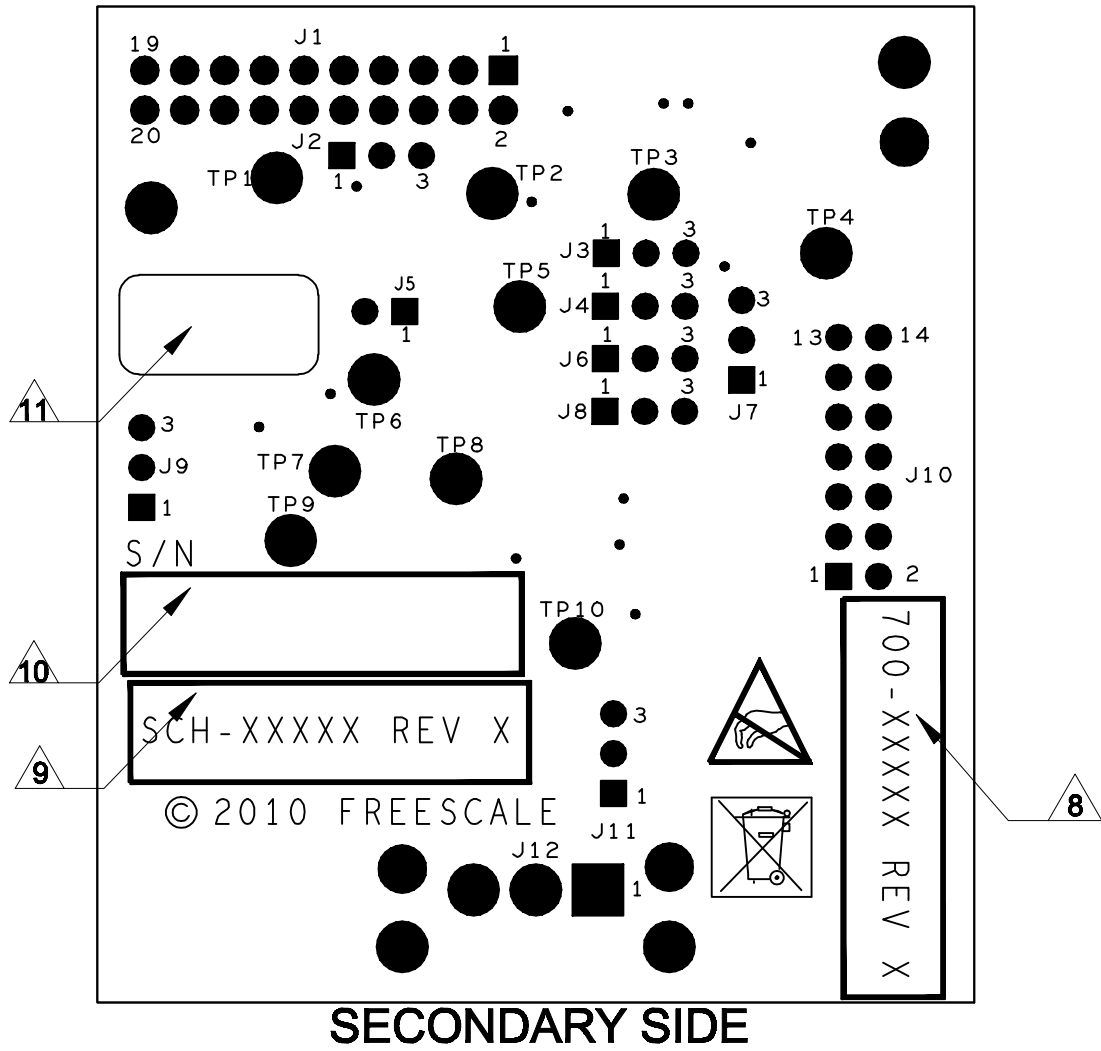 19 J1 1
20 J2 2
1 3
TP1 TP2 TP3
TP4
J3 1 3
TP5
J5 1
J4 1 3
3
13 14
J6 1 3
1
J7
J8 1 3
11
TP6
3
J9
1
TP7 TP8
J10
TP9
S/N
1 2
TP10
10
700-XXXXX REV X
SCH-XXXXX REV X
3
9
8
1
© 2010 FREESCALE
J11
J12
1
SECONDARY SIDE